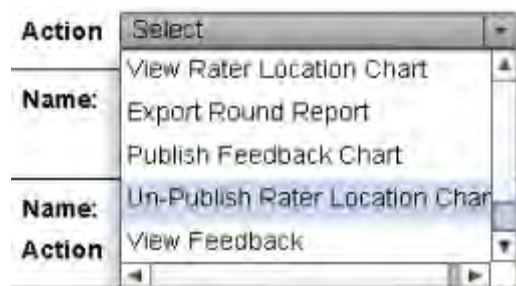 Action Select
View Rater Location Chart
Name: Export Round Report
Publish Feedback Chart
Name: Un-Publish Rater Location Char
Action View Feedback